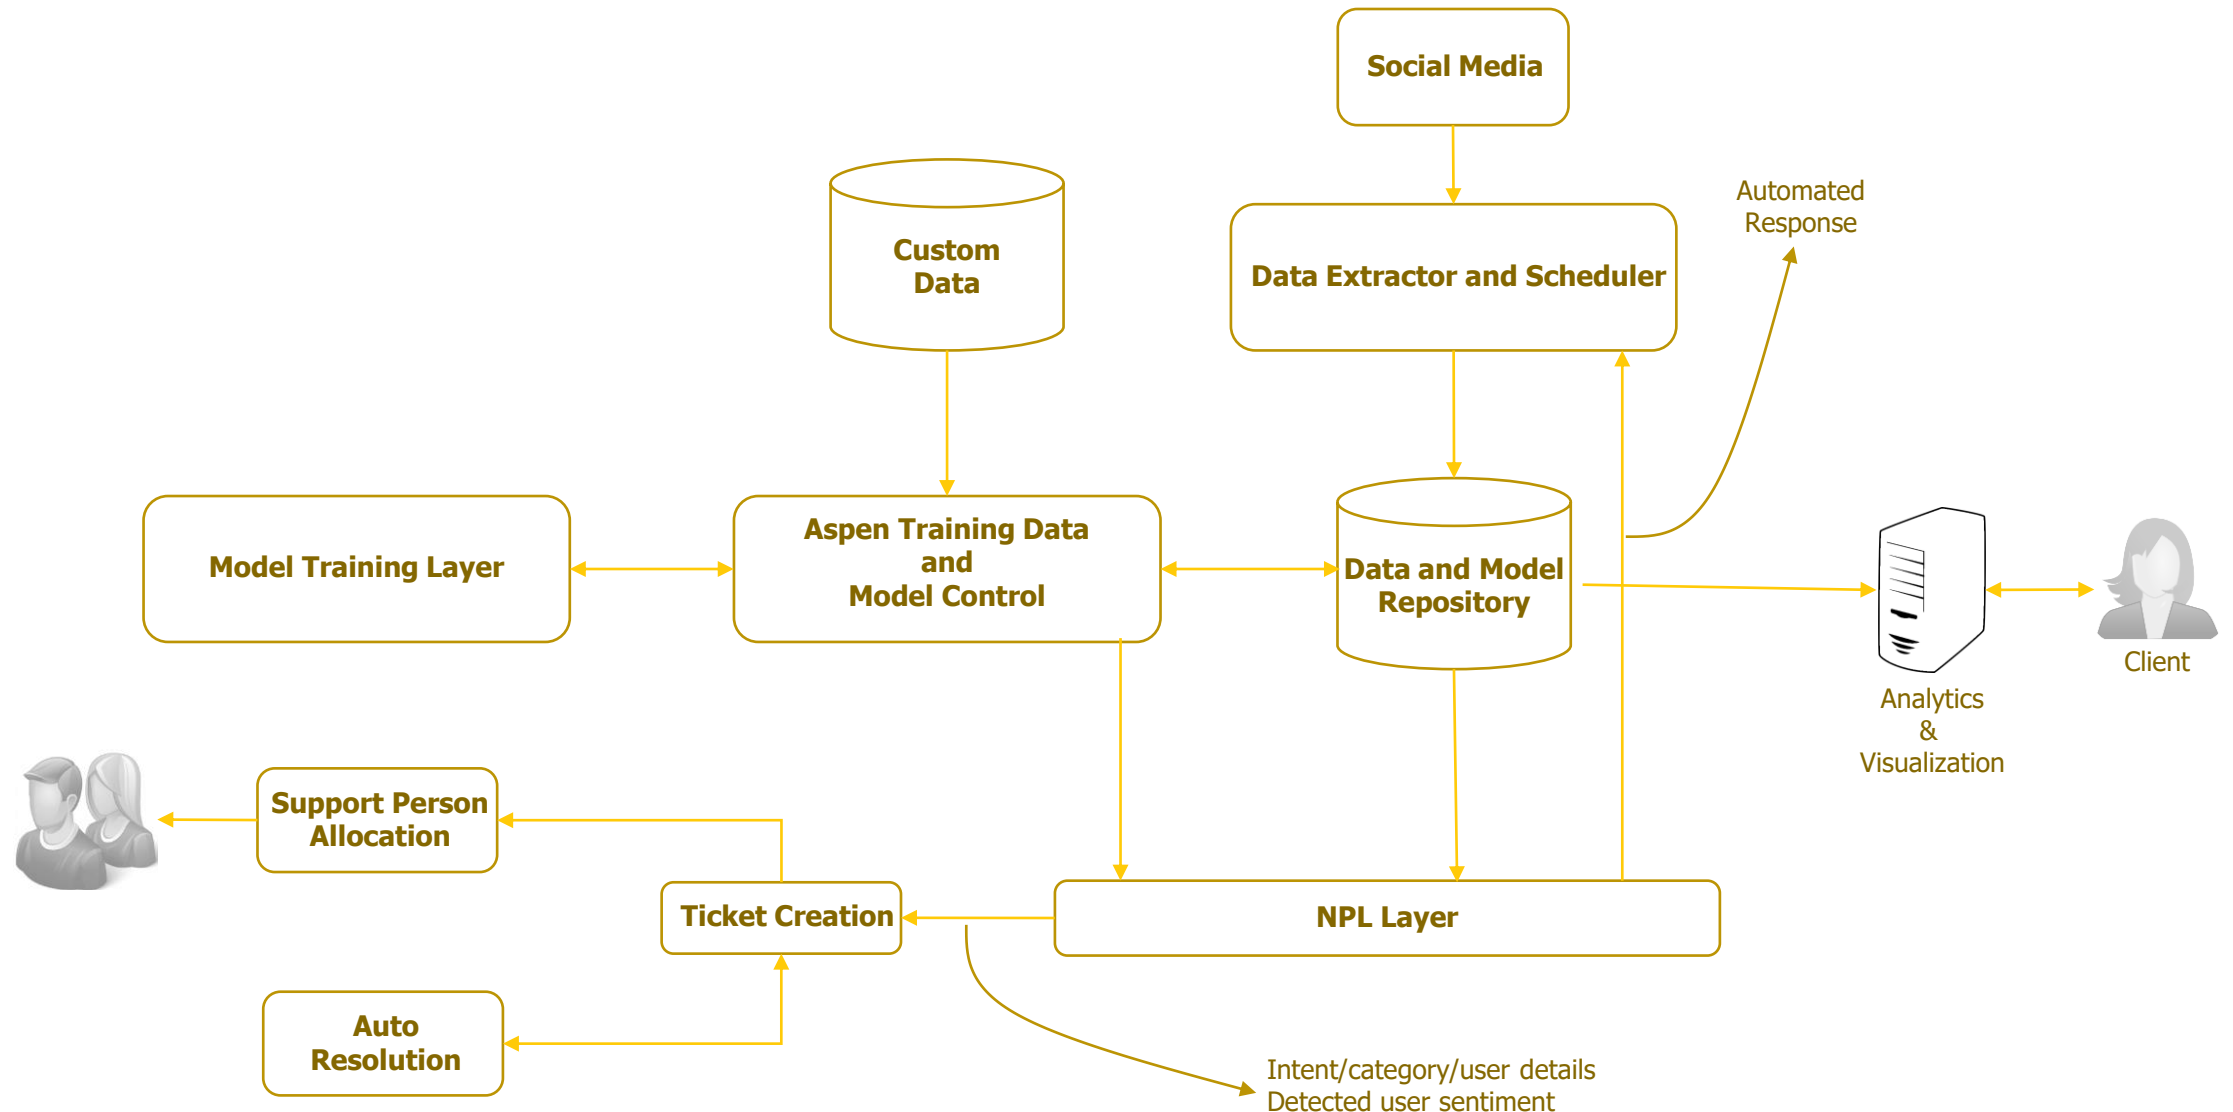 Social Media
Automated
Response
Custom
Data
Data Extractor and Scheduler
Model Training Layer
Aspen Training Data
and
Model Control
Data and Model
Repository
Client
Analytics
&
Visualization
Support Person
Allocation
Ticket Creation
NPL Layer
Auto
Resolution
Intent/category/user details
Detected user sentiment